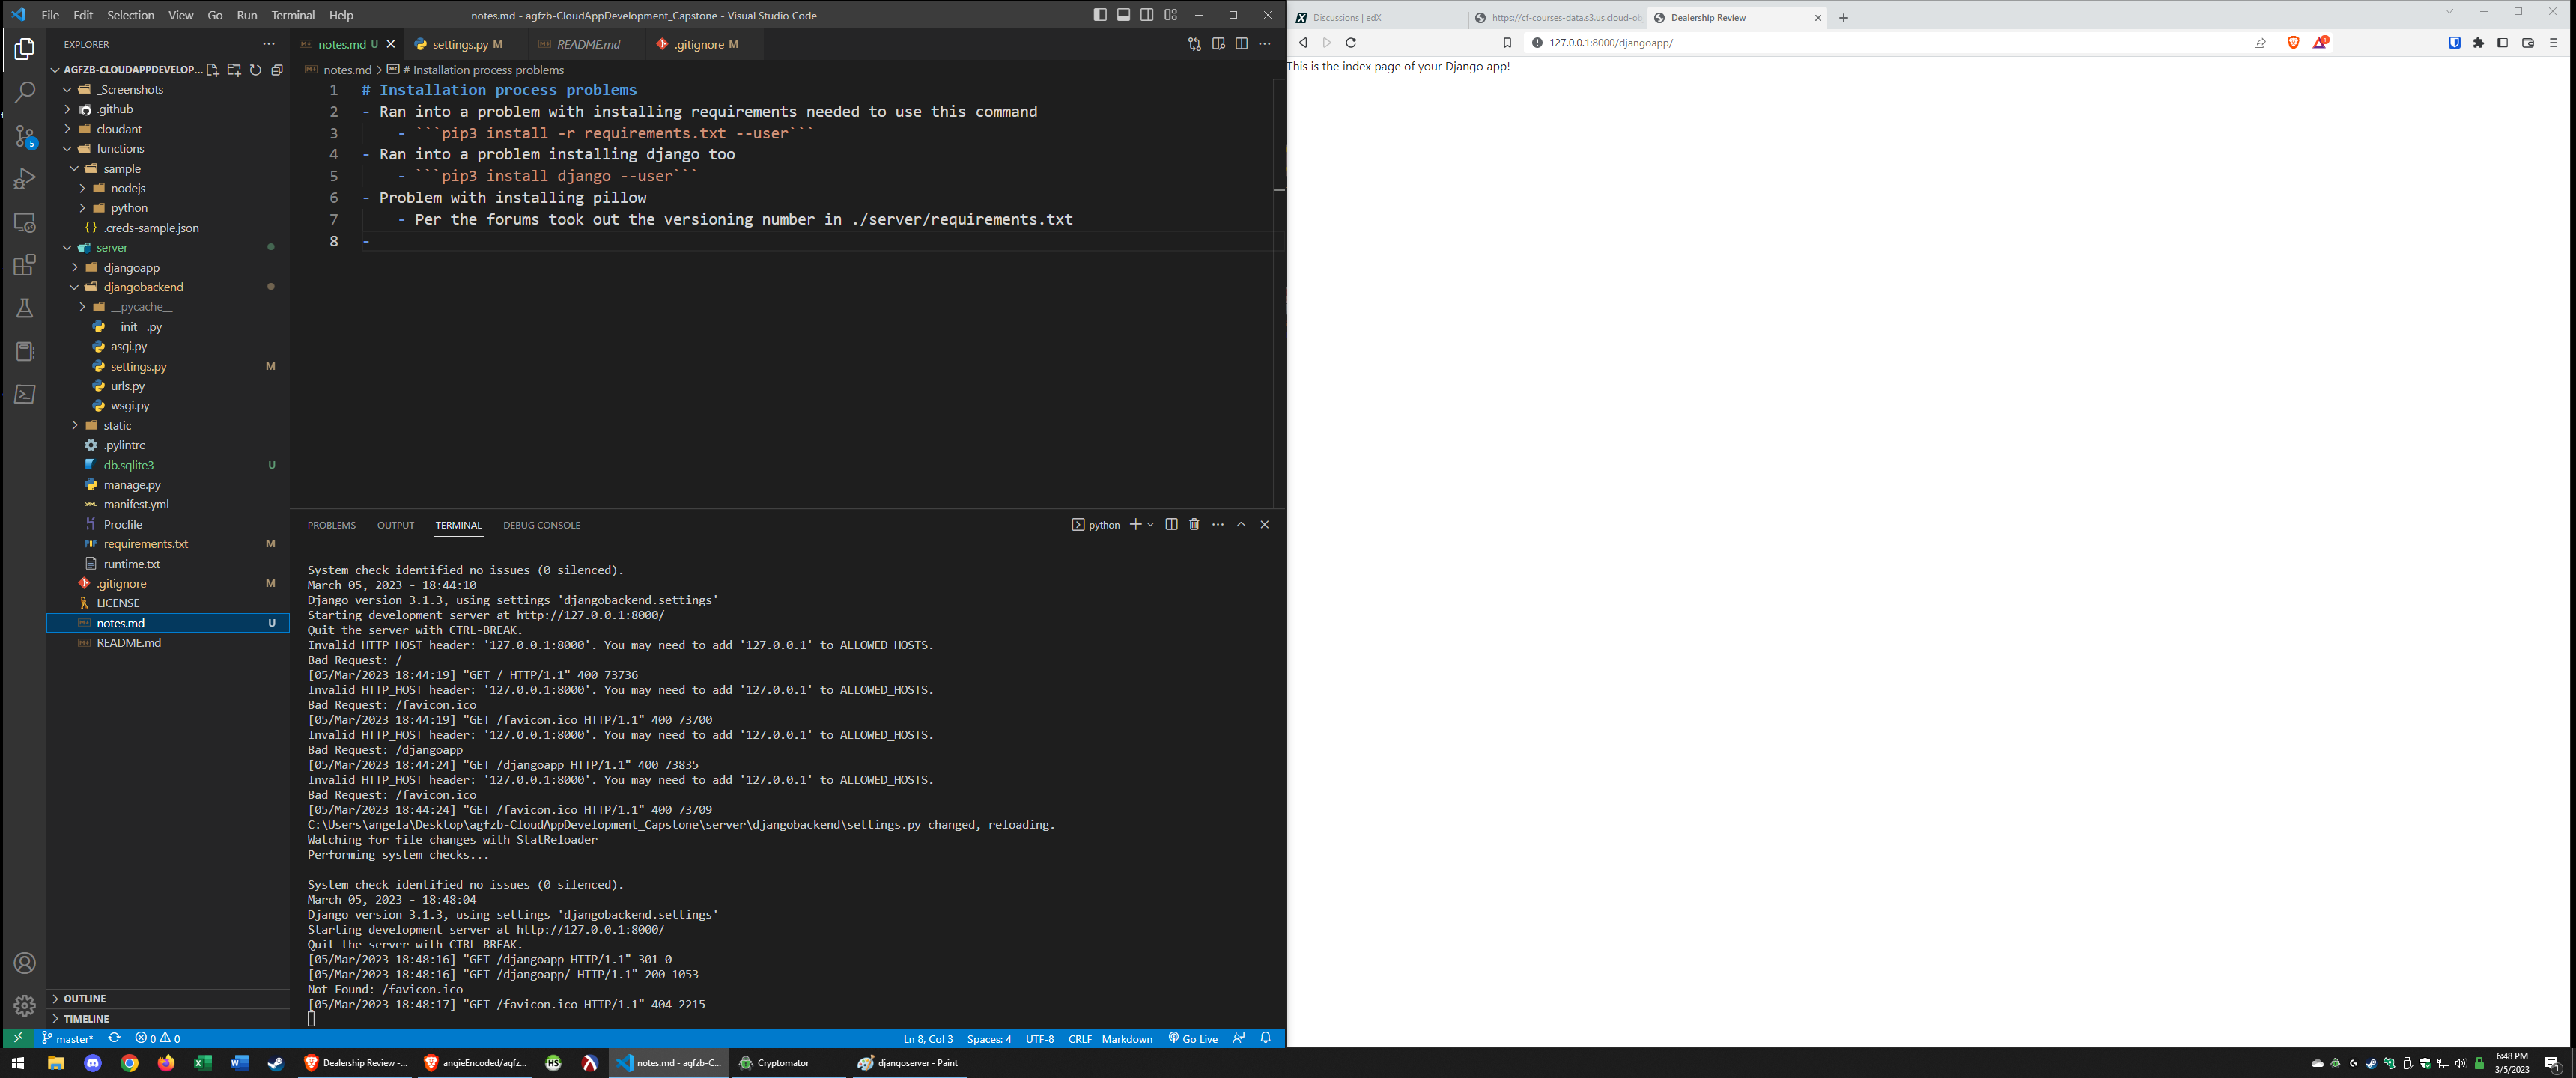 File Edit Selection View Go Run Terminal Help
notes.md - agfzb-CloudAppDevelopment_Capstone - Visual Studio Code
EXPLORER
AGFZB-CLOUDAPPDEVELOP...
_Screenshots
.github
cloudant
functions
sample
nodejs
python
.creds-sample.json
server
djangoapp
djangobackend
__pycache__
__init__.py
asgi.py
settings.py M
urls.py
wsgi.py
static
.pylintrc
db.sqlite3 U
manage.py
manifest.yml
Procfile
requirements.txt M
runtime.txt
.gitignore M
LICENSE
notes.md U
README.md
OUTLINE
TIMELINE
5
notes.md U settings.py M README.md .gitignore M
notes.md > # Installation process problems
1 # Installation process problems
2 - Ran into a problem with installing requirements needed to use this command
3 - ```pip3 install -r requirements.txt --user```
4 - Ran into a problem installing django too
5 - ```pip3 install django --user```
6 - Problem with installing pillow
7 - Per the forums took out the versioning number in ./server/requirements.txt
8 -
PROBLEMS OUTPUT TERMINAL DEBUG CONSOLE
python
System check identified no issues (0 silenced).
March 05, 2023 - 18:44:10
Django version 3.1.3, using settings 'djangobackend.settings'
Starting development server at http://127.0.0.1:8000/
Quit the server with CTRL-BREAK.
Invalid HTTP_HOST header: '127.0.0.1:8000'. You may need to add '127.0.0.1' to ALLOWED_HOSTS.
Bad Request: /
[05/Mar/2023 18:44:19] "GET / HTTP/1.1" 400 73736
Invalid HTTP_HOST header: '127.0.0.1:8000'. You may need to add '127.0.0.1' to ALLOWED_HOSTS.
Bad Request: /favicon.ico
[05/Mar/2023 18:44:19] "GET /favicon.ico HTTP/1.1" 400 73700
Invalid HTTP_HOST header: '127.0.0.1:8000'. You may need to add '127.0.0.1' to ALLOWED_HOSTS.
Bad Request: /djangoapp
[05/Mar/2023 18:44:24] "GET /djangoapp HTTP/1.1" 400 73835
Invalid HTTP_HOST header: '127.0.0.1:8000'. You may need to add '127.0.0.1' to ALLOWED_HOSTS.
Bad Request: /favicon.ico
[05/Mar/2023 18:44:24] "GET /favicon.ico HTTP/1.1" 400 73709
C:\Users\angela\Desktop\agfzb-CloudAppDevelopment_Capstone\server\djangobackend\settings.py changed, reloading.
Watching for file changes with StatReloader
Performing system checks...
System check identified no issues (0 silenced).
March 05, 2023 - 18:48:04
Django version 3.1.3, using settings 'djangobackend.settings'
Starting development server at http://127.0.0.1:8000/
Quit the server with CTRL-BREAK.
[05/Mar/2023 18:48:16] "GET /djangoapp HTTP/1.1" 301 0
[05/Mar/2023 18:48:16] "GET /djangoapp/ HTTP/1.1" 200 1053
Not Found: /favicon.ico
[05/Mar/2023 18:48:17] "GET /favicon.ico HTTP/1.1" 404 2215
master* 0 0
Ln 8, Col 3 Spaces: 4 UTF-8 CRLF Markdown Go Live
Discussions | edX
https://cf-courses-data.s3.us.cloud-ob
Dealership Review
127.0.0.1:8000/djangoapp/
1
This is the index page of your Django app!
Dealership Review -...
angieEncoded/agfz...
HS
notes.md - agfzb-C...
Cryptomator
djangoserver - Paint
6:48 PM
3/5/2023
1